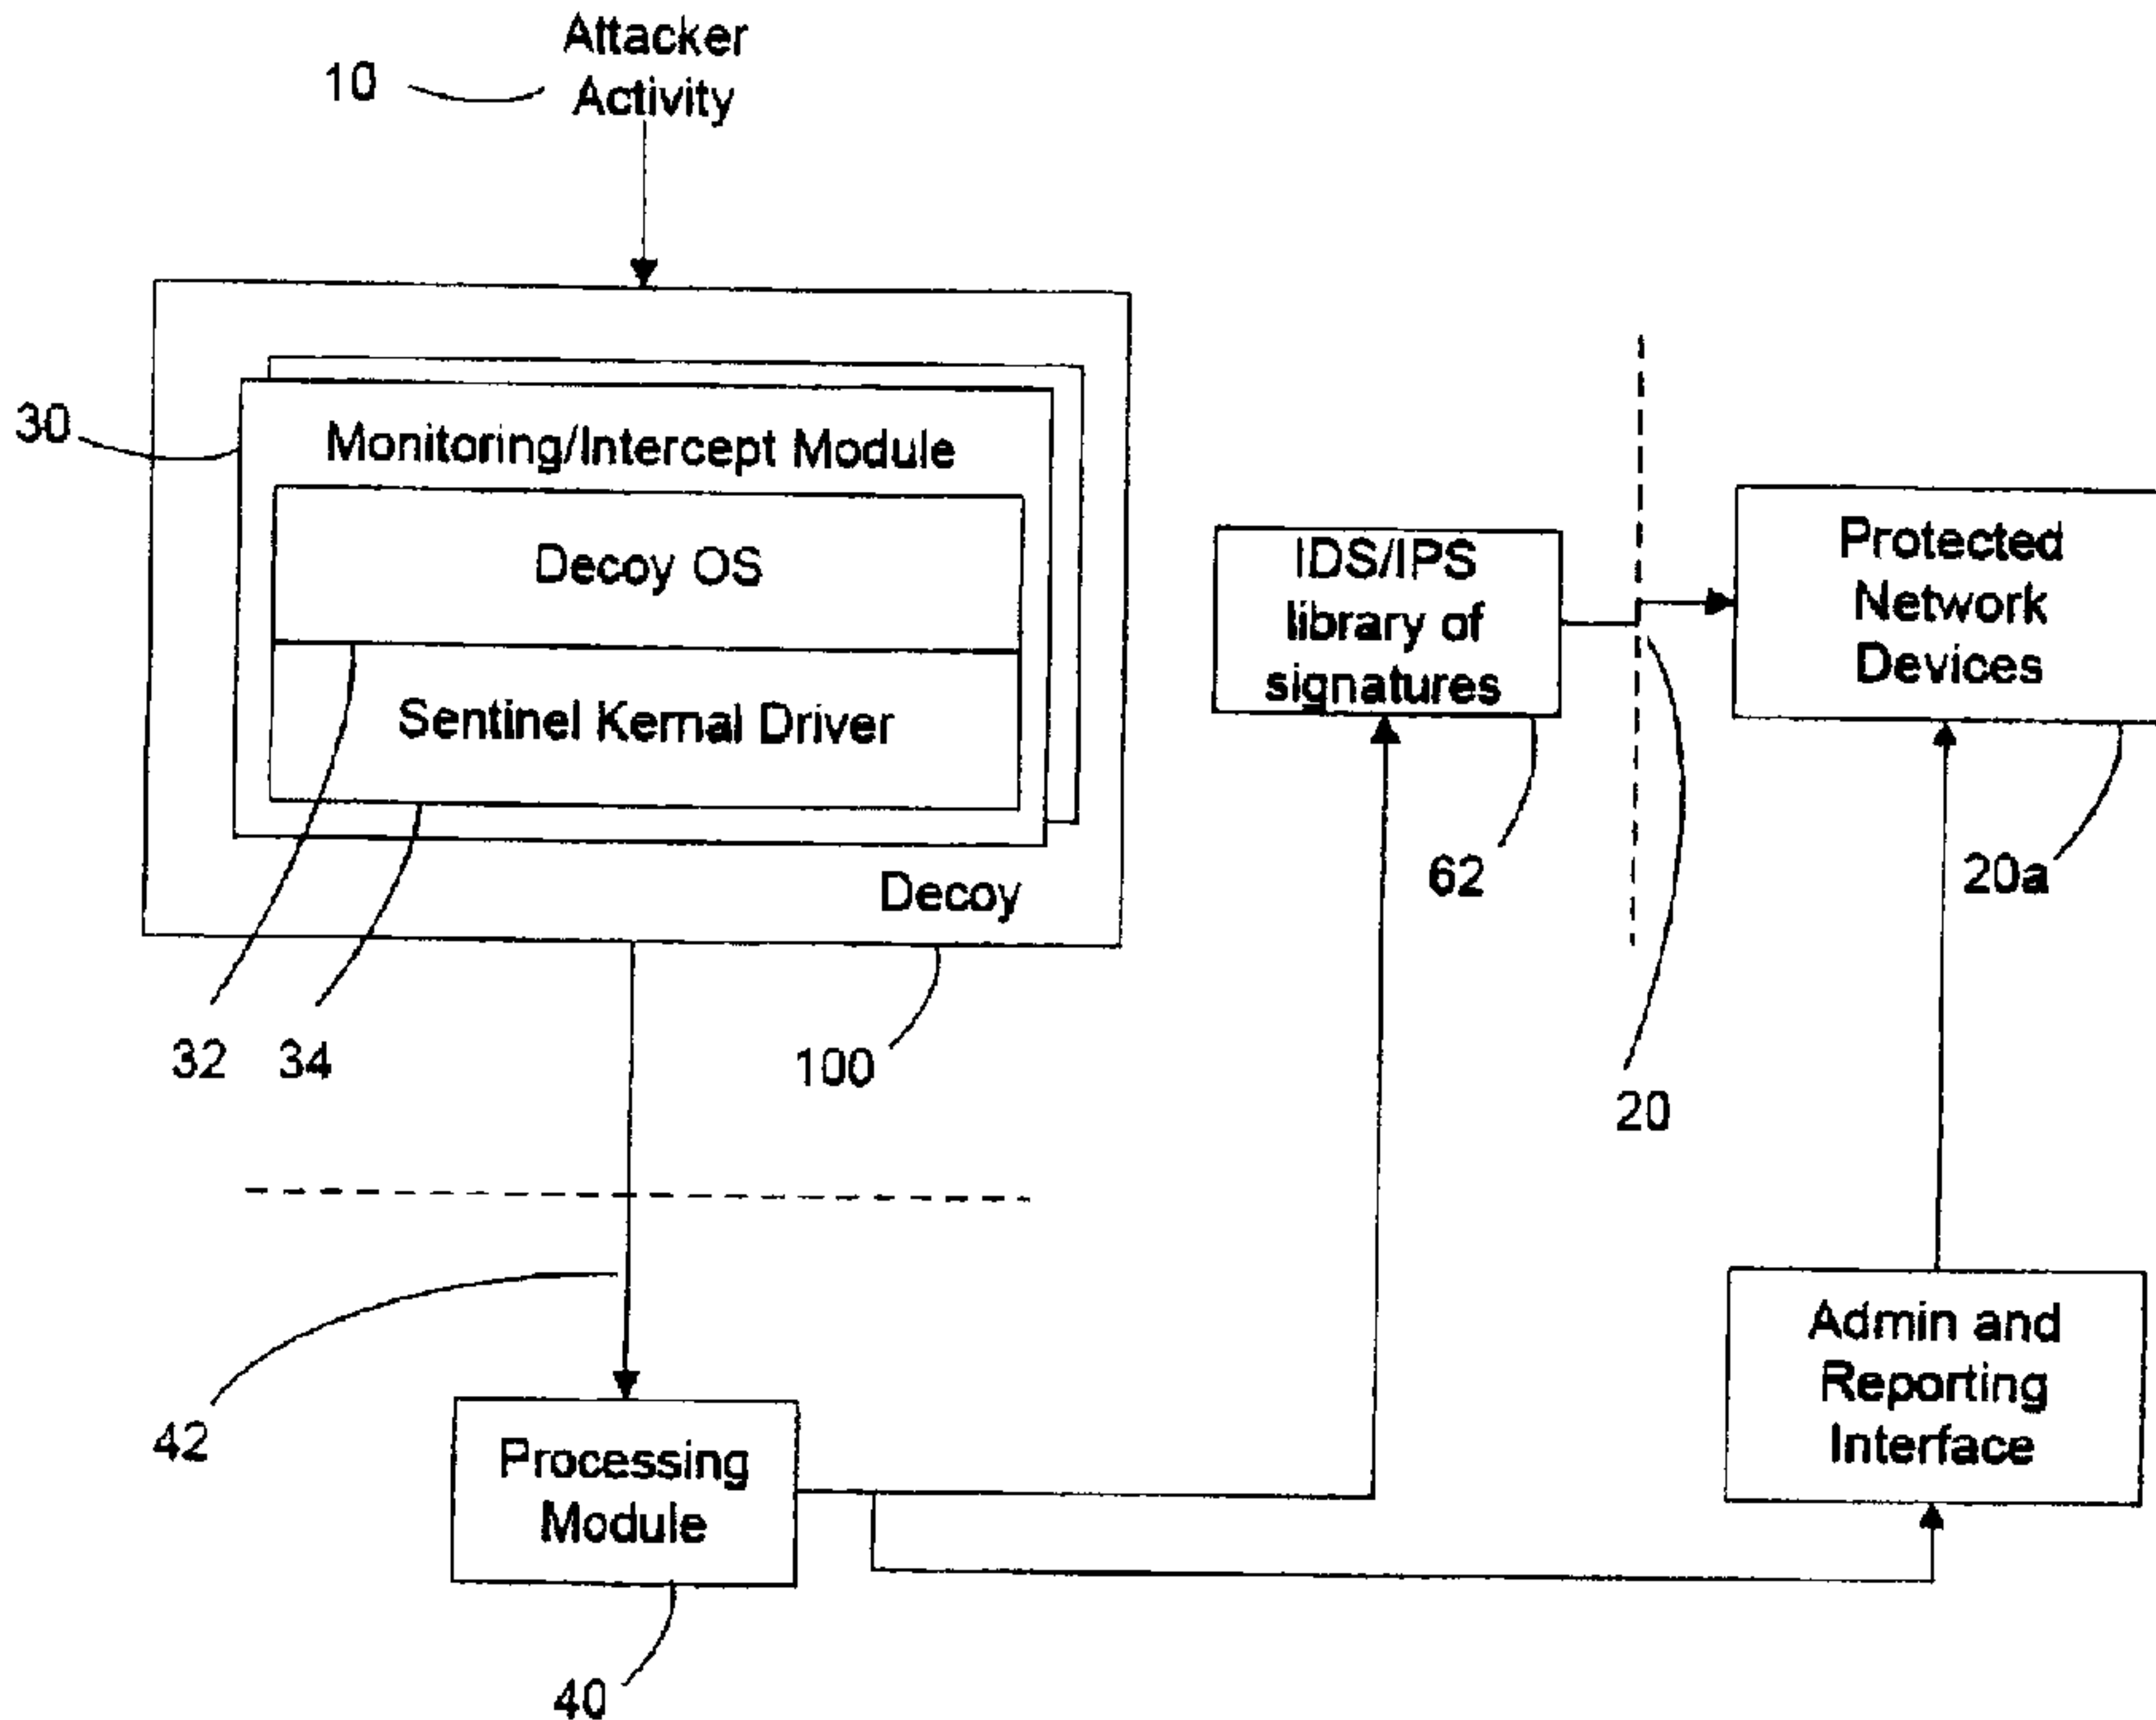 Attacker
Activity
10
30
Monitoring/Intercept Module
Decoy OS
Sentinel Kernal Driver
Decoy
32
34
100
IDS/IPS
library of
signatures
62
20
Protected
Network
Devices
20a
42
Processing
Module
40
Admin and
Reporting
Interface